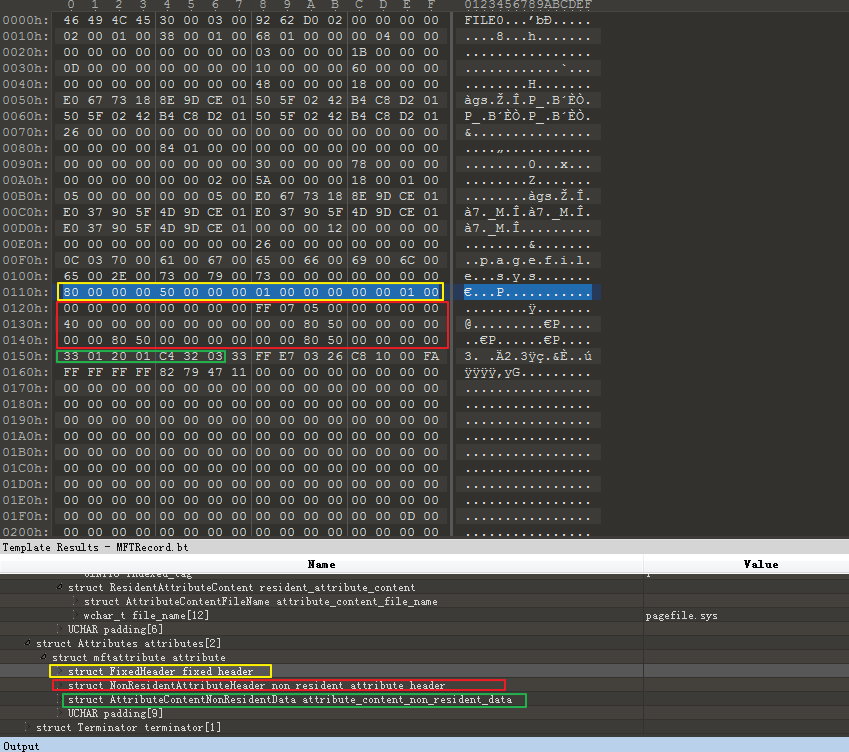 0 1 2 3 4 5 6 7 8 9 A B C D E F 0123456789ABCDEF
0000h: 46 49 4C 45 30 00 03 00 92 62 D0 02 00 00 00 00 FILE0...'bÐ.....
0010h: 02 00 01 00 38 00 01 00 68 01 00 00 00 04 00 00 ....8...h.......
0020h: 00 00 00 00 00 00 00 00 03 00 00 00 1B 00 00 00 ................
0030h: 0D 00 00 00 00 00 00 00 10 00 00 00 60 00 00 00 ............`...
0040h: 00 00 00 00 00 00 00 00 48 00 00 00 18 00 00 00 ........H.......
0050h: E0 67 73 18 8E 9D CE 01 50 5F 02 42 B4 C8 D2 01 àgs.Ž.Î.P_.B´ÈÒ.
0060h: 50 5F 02 42 B4 C8 D2 01 50 5F 02 42 B4 C8 D2 01 P_.B´ÈÒ.P_.B´ÈÒ.
0070h: 26 00 00 00 00 00 00 00 00 00 00 00 00 00 00 00 &...............
0080h: 00 00 00 00 84 01 00 00 00 00 00 00 00 00 00 00 ....„...........
0090h: 00 00 00 00 00 00 00 00 30 00 00 00 78 00 00 00 ........0...x...
00A0h: 00 00 00 00 00 00 02 00 5A 00 00 00 18 00 01 00 ........Z.......
00B0h: 05 00 00 00 00 00 05 00 E0 67 73 18 8E 9D CE 01 ........àgs.Ž.Î.
00C0h: E0 37 90 5F 4D 9D CE 01 E0 37 90 5F 4D 9D CE 01 à7._M.Î.à7._M.Î.
00D0h: E0 37 90 5F 4D 9D CE 01 00 00 00 12 00 00 00 00 à7._M.Î.........
00E0h: 00 00 00 00 00 00 00 00 26 00 00 00 00 00 00 00 ........&.......
00F0h: 0C 03 70 00 61 00 67 00 65 00 66 00 69 00 6C 00 ..p.a.g.e.f.i.l.
0100h: 65 00 2E 00 73 00 79 00 73 00 00 00 00 00 00 00 e...s.y.s.......
0110h: 80 00 00 00 50 00 00 00 01 00 00 00 00 00 01 00 €...P...........
0120h: 00 00 00 00 00 00 00 00 FF 07 05 00 00 00 00 00 ........ÿ.......
0130h: 40 00 00 00 00 00 00 00 00 00 80 50 00 00 00 00 @.........€P....
0140h: 00 00 80 50 00 00 00 00 00 00 80 50 00 00 00 00 ..€P......€P....
0150h: 33 01 20 01 C4 32 03 33 FF E7 03 26 C8 10 00 FA 3. .Ä2.3ÿç.&È..ú
0160h: FF FF FF FF 82 79 47 11 00 00 00 00 00 00 00 00 ÿÿÿÿ‚yG.........
0170h: 00 00 00 00 00 00 00 00 00 00 00 00 00 00 00 00 ................
0180h: 00 00 00 00 00 00 00 00 00 00 00 00 00 00 00 00 ................
0190h: 00 00 00 00 00 00 00 00 00 00 00 00 00 00 00 00 ................
01A0h: 00 00 00 00 00 00 00 00 00 00 00 00 00 00 00 00 ................
01B0h: 00 00 00 00 00 00 00 00 00 00 00 00 00 00 00 00 ................
01C0h: 00 00 00 00 00 00 00 00 00 00 00 00 00 00 00 00 ................
01D0h: 00 00 00 00 00 00 00 00 00 00 00 00 00 00 00 00 ................
01E0h: 00 00 00 00 00 00 00 00 00 00 00 00 00 00 00 00 ................
01F0h: 00 00 00 00 00 00 00 00 00 00 00 00 00 00 0D 00 ................
0200h: 00 00 00 00 00 00 00 00 00 00 00 00 00 00 00 00 ................
Template Results - MFTRecord.bt
Name Value
indexed_tag 1
struct ResidentAttributeContent resident_attribute_content
struct AttributeContentFileName attribute_content_file_name
wchar_t file_name[12] pagefile.sys
UCHAR padding[6]
struct Attributes attributes[2]
struct mftattribute attribute
struct FixedHeader fixed_header
struct NonResidentAttributeHeader non_resident_attribute_header
struct AttributeContentNonResidentData attribute_content_non_resident_data
UCHAR padding[9]
struct Terminator terminator[1]
Output